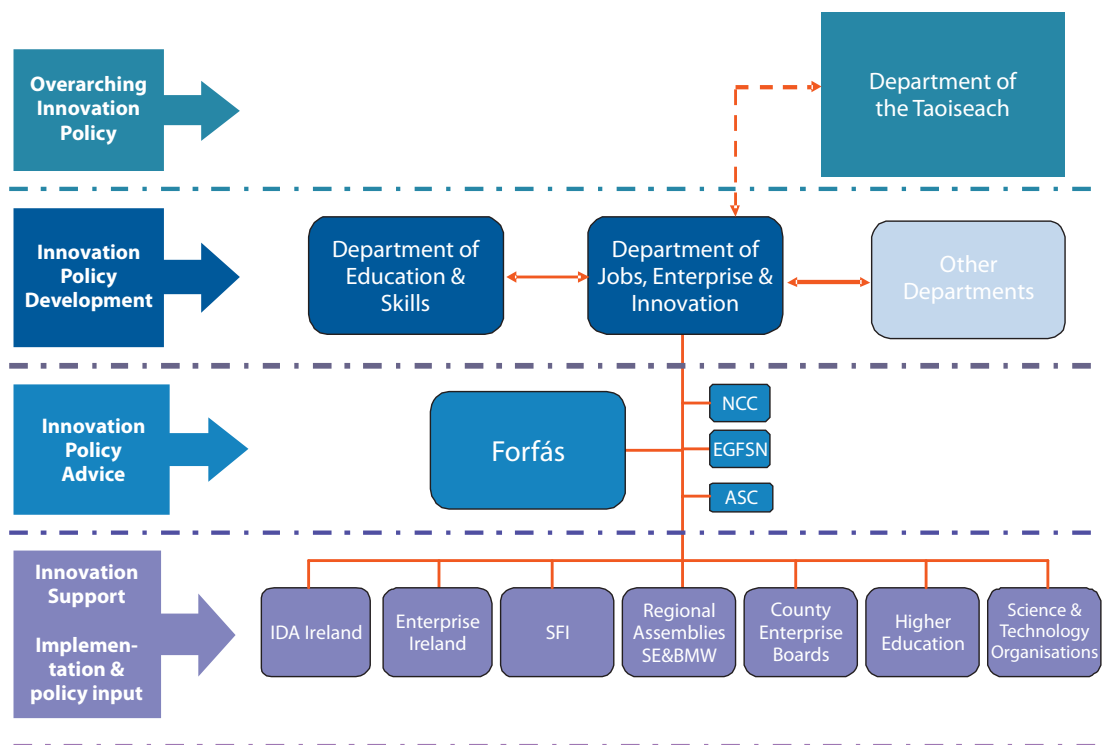 Overarching
Innovation
Policy
Department of
the Taoiseach
Innovation
Policy
Development
Department of
Education &
Skills
Department of
Jobs, Enterprise &
Innovation
Other
Departments
Innovation
Policy
Advice
Forfás
NCC
EGFSN
ASC
Innovation
Support
Implemen-
tation &
policy input
IDA Ireland
Enterprise
Ireland
SFI
Regional
Assemblies
SE&BMW
County
Enterprise
Boards
Higher
Education
Science &
Technology
Organisations